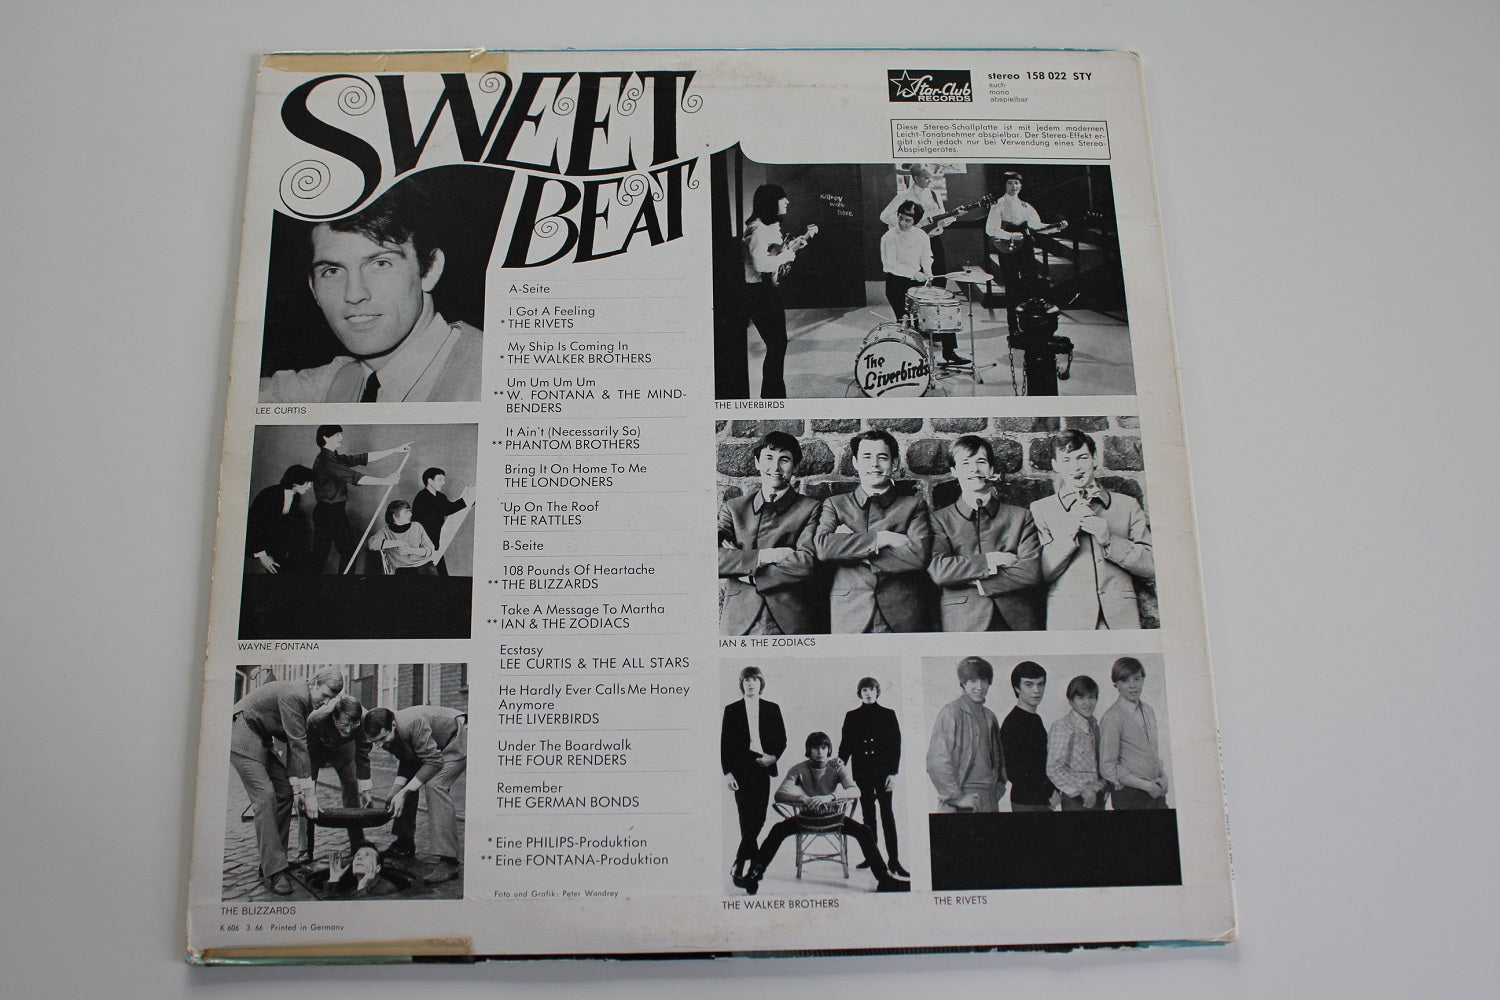 SWEET
BEAT
Star-Club
RECORDS
stereo 158 022 STY
auch
mono
abspielbar
Diese Stereo-Schallplatte ist mit jedem modernen
Leicht-Tonabnehmer abspielbar. Der Stereo-Effekt er-
gibt sich jedach nur bei Verwendung eines Stereo-
Abspielgerätes.
LEE CURTIS
WAYNE FONTANA
THE BLIZZARDS
K 606 3. 66 Printed in Germany
A-Seite
I Got A Feeling
* THE RIVETS
My Ship Is Coming In
* THE WALKER BROTHERS
Um Um Um Um
** W. FONTANA & THE MIND-
BENDERS
It Ain't (Necessarily So)
** PHANTOM BROTHERS
Bring It On Home To Me
THE LONDONERS
Up On The Roof
THE RATTLES
B-Seite
108 Pounds Of Heartache
** THE BLIZZARDS
Take A Message To Martha
** IAN & THE ZODIACS
Ecstasy
LEE CURTIS & THE ALL STARS
He Hardly Ever Calls Me Honey
Anymore
THE LIVERBIRDS
Under The Boardwalk
THE FOUR RENDERS
Remember
THE GERMAN BONDS
* Eine PHILIPS-Produktion
** Eine FONTANA-Produktion
Foto und Grafik: Peter Wandrey
Killroy
was
here
The
Liverbirds
THE LIVERBIRDS
IAN & THE ZODIACS
THE WALKER BROTHERS
THE RIVETS